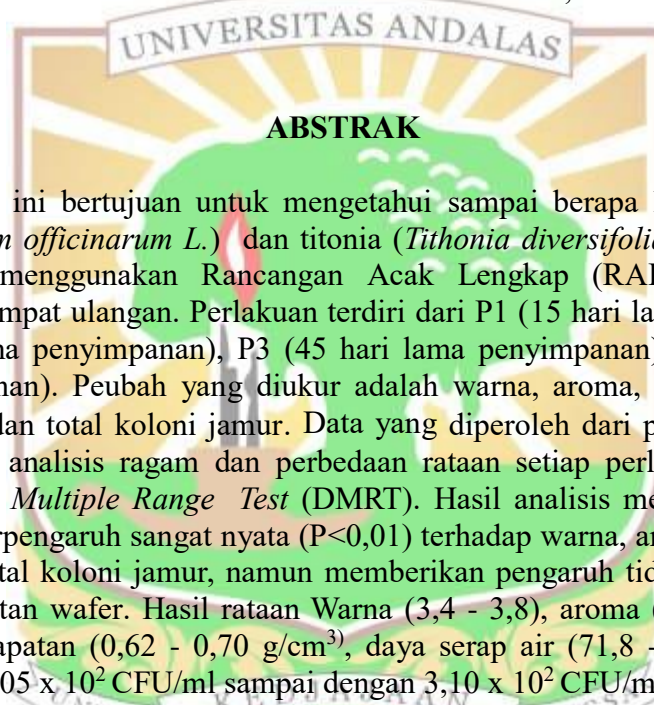 UNIVERSITAS ANDALAS
ABSTRAK
ini bertujuan untuk mengetahui sampai berapa
officinarum L.) dan titonia (Tithonia diversifolia
menggunakan Rancangan Acak Lengkap (RAL
mpat ulangan. Perlakuan terdiri dari P1 (15 hari la
a penyimpanan), P3 (45 hari lama penyimpanan)
nan). Peubah yang diukur adalah warna, aroma,
dan total koloni jamur. Data yang diperoleh dari p
analisis ragam dan perbedaan rataan setiap perl
Multiple Range Test (DMRT). Hasil analisis me
rpengaruh sangat nyata (P<0,01) terhadap warna, ar
tal koloni jamur, namun memberikan pengaruh tid
tan wafer. Hasil rataan Warna (3,4 - 3,8), aroma (
apatan (0,62 - 0,70 g/cm³⁾, daya serap air (71,8 -
05 x 10² CFU/ml sampai dengan 3,10 x 10² CFU/m